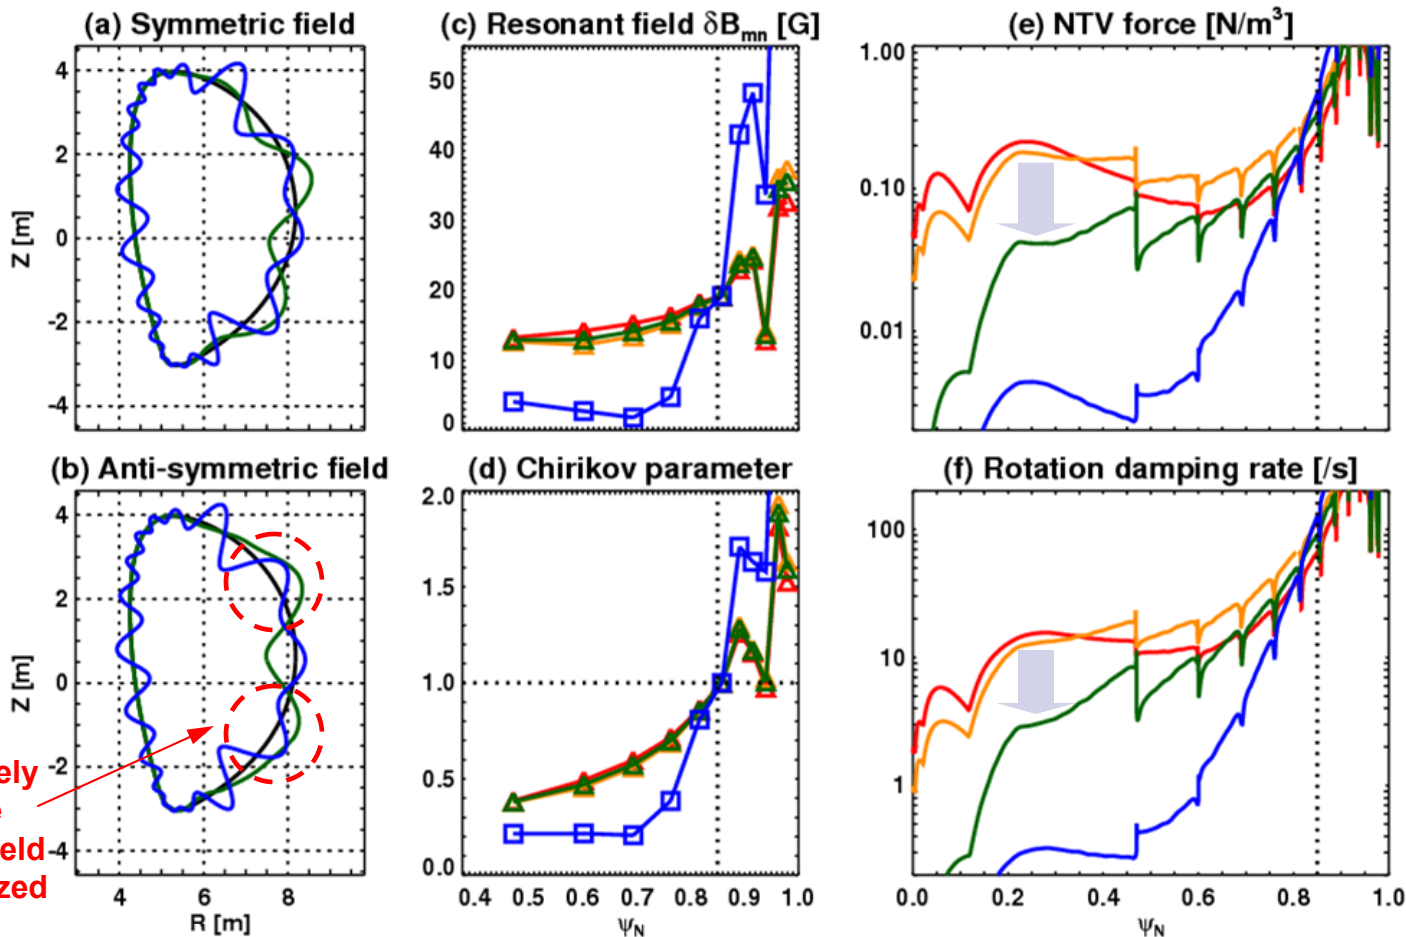 (a) Symmetric field
4
2
0
-2
-4
Z [m]
(b) Anti-symmetric field
4
2
0
-2
-4
Z [m]
4 6 8
R [m]
(c) Resonant field δBmn [G]
50
40
30
20
10
0
(d) Chirikov parameter
2.0
1.5
1.0
0.5
0.0
0.4 0.5 0.6 0.7 0.8 0.9 1.0
ψN
(e) NTV force [N/m³]
1.00
0.10
0.01
(f) Rotation damping rate [/s]
100
10
1
0.0 0.2 0.4 0.6 0.8 1.0
ψN
ely
e
eld
zed